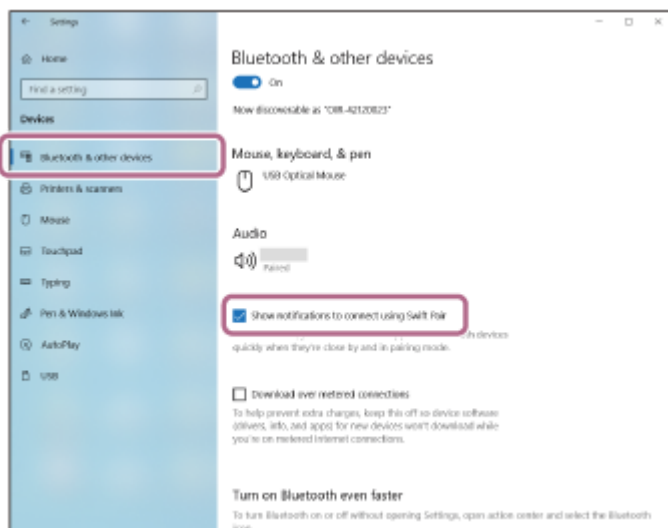 Settings
Home
Find a setting
Devices
Bluetooth & other devices
Printers & scanners
Mouse
Touchpad
Typing
Pen & Windows Ink
AutoPlay
USB
Bluetooth & other devices
On
Now discoverable as
Mouse, keyboard, & pen
USB Optical Mouse
Audio
Paired
Show notifications to connect using Swift Pair
devices
quickly when they're close by and in pairing mode.
Download over metered connections
To help prevent extra charges, keep this off so device software
(drivers, info, and apps) for new devices won't download while
you're on metered Internet connections.
Turn on Bluetooth even faster
To turn Bluetooth on or off without opening Settings, open action center and select the Bluetooth